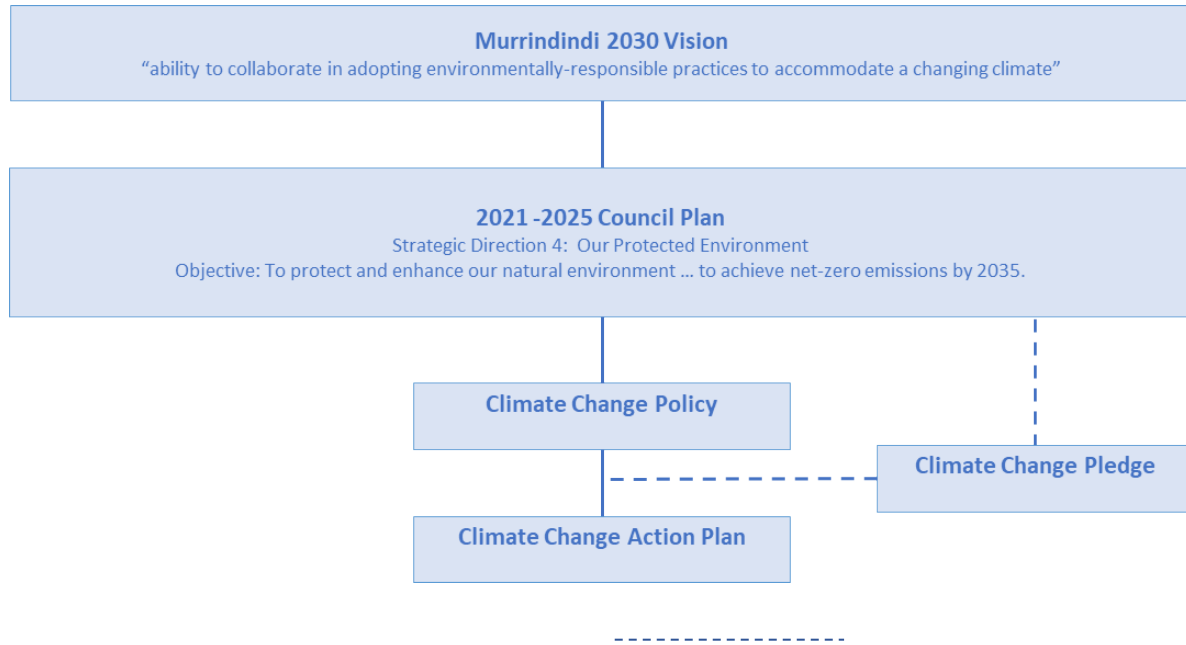 Murrindindi 2030 Vision
“ability to collaborate in adopting environmentally-responsible practices to accommodate a changing climate”
2021 -2025 Council Plan
Strategic Direction 4:  Our Protected Environment
Objective: To protect and enhance our natural environment … to achieve net-zero emissions by 2035.
Climate Change Policy
Climate Change Pledge
Climate Change Action Plan